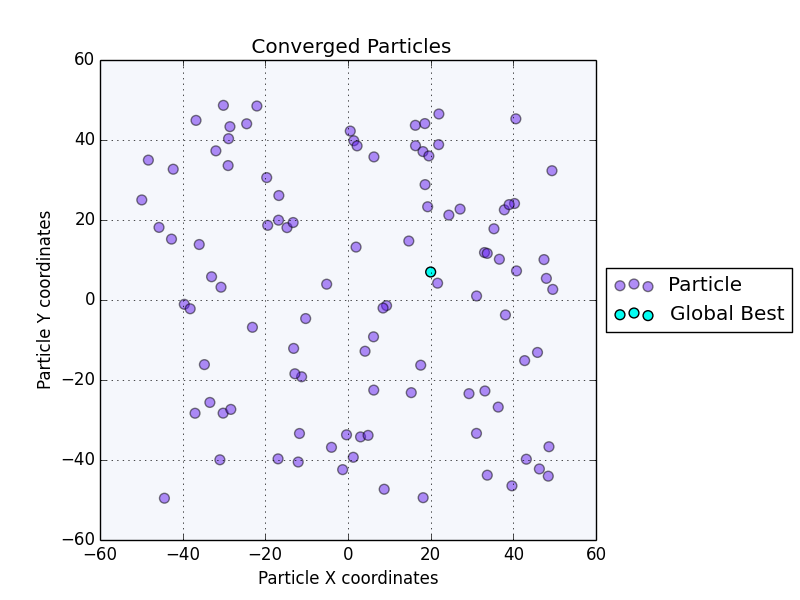 Converged Particles
60
40
20
0
−20
−40
−60
−60 −40 −20 0 20 40 60
Particle X coordinates
Particle Y coordinates
Particle
Global Best